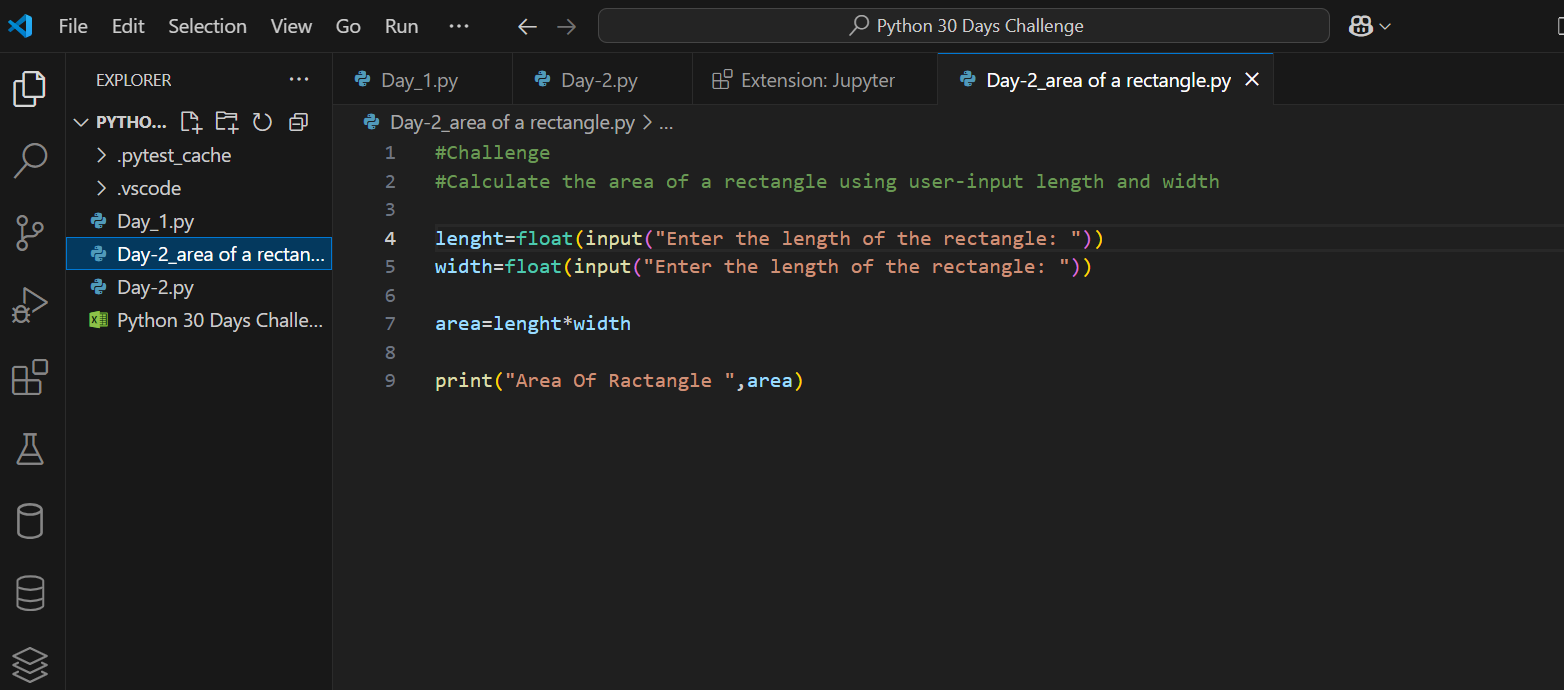 File Edit Selection View Go Run ...
Python 30 Days Challenge
EXPLORER ...
PYTHO...
.pytest_cache
.vscode
Day_1.py
Day-2_area of a rectan...
Day-2.py
Python 30 Days Challe...
Day_1.py Day-2.py Extension: Jupyter Day-2_area of a rectangle.py
Day-2_area of a rectangle.py > ...
1 #Challenge
2 #Calculate the area of a rectangle using user-input length and width
3
4 lenght=float(input("Enter the length of the rectangle: "))
5 width=float(input("Enter the length of the rectangle: "))
6
7 area=lenght*width
8
9 print("Area Of Ractangle ",area)